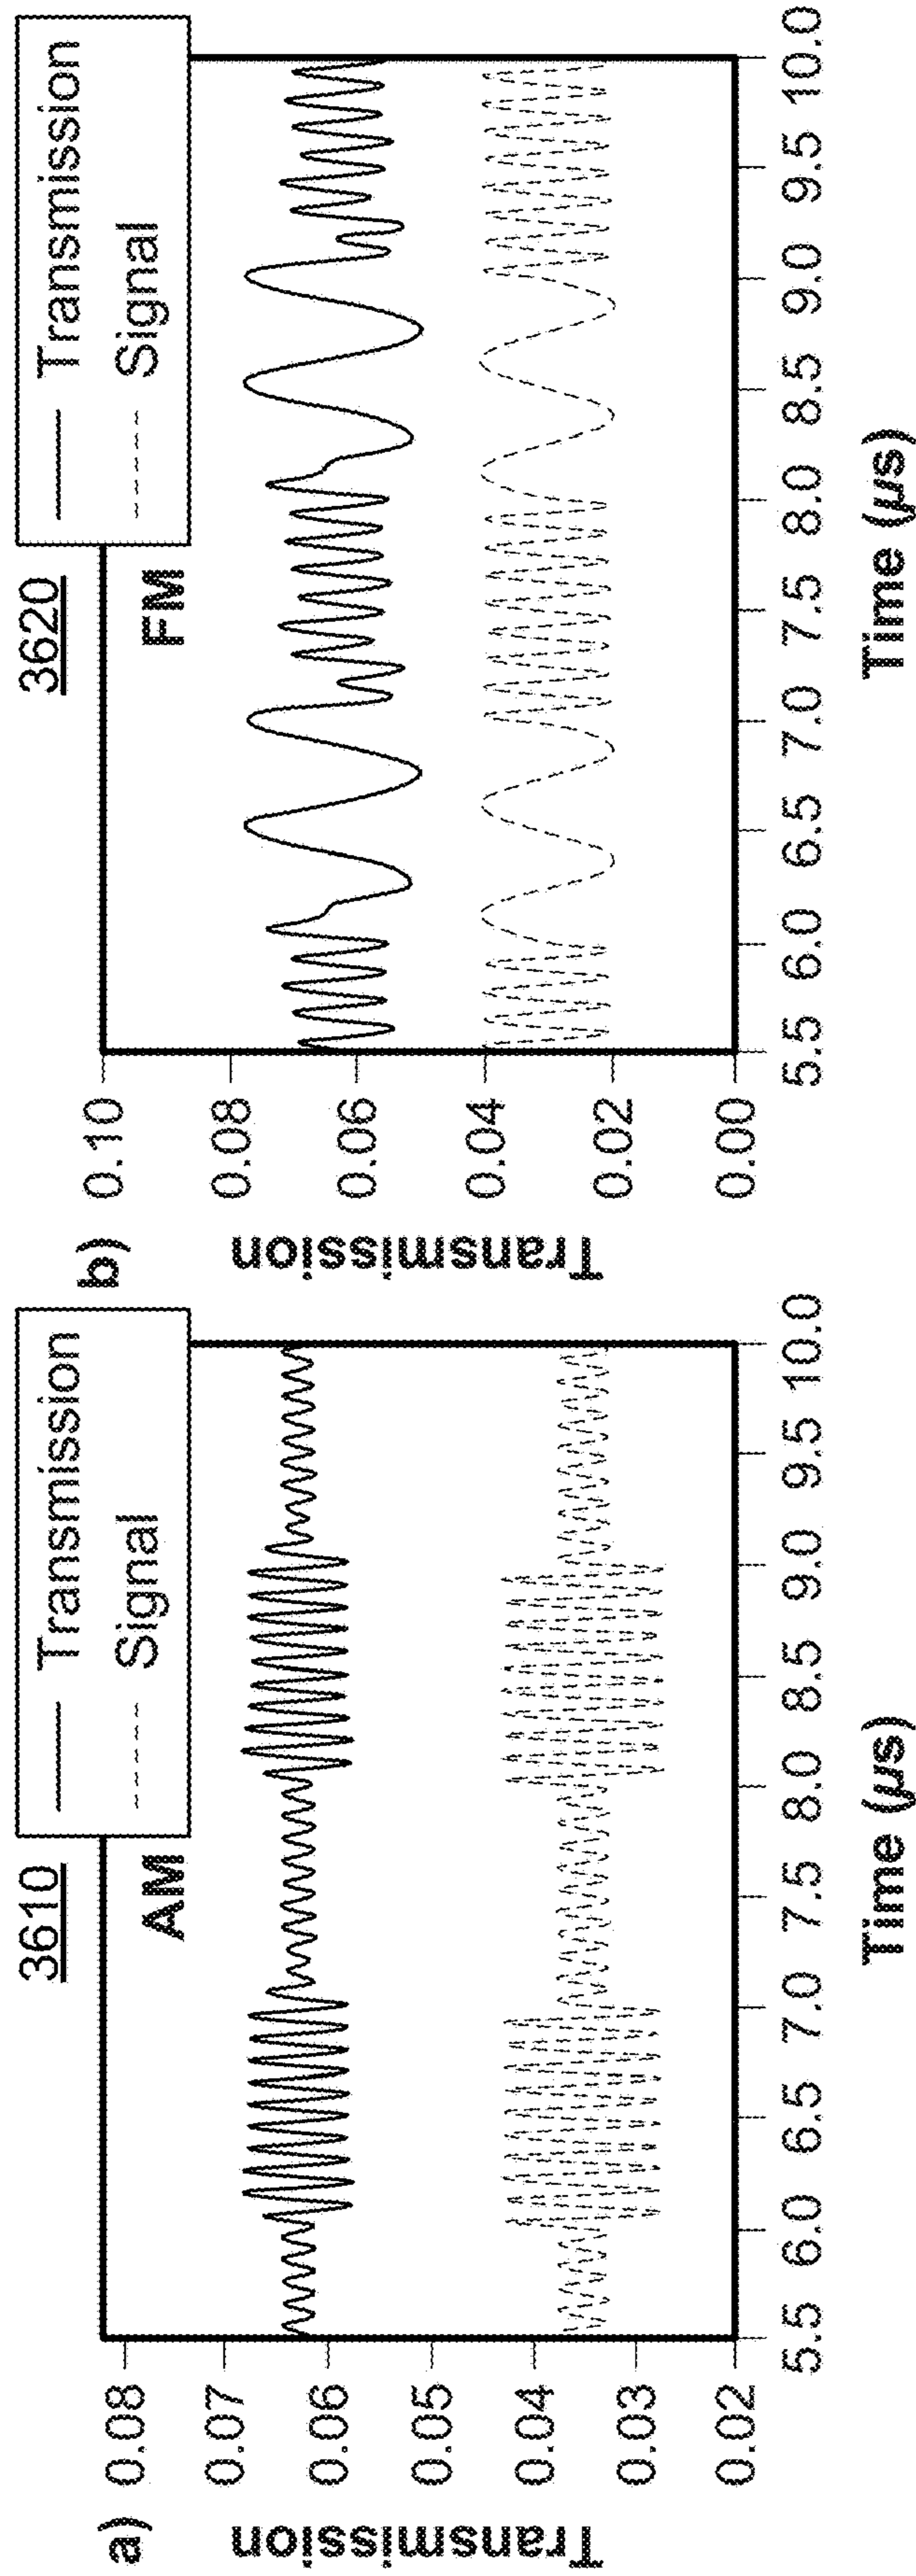 3610
a)
AM
Transmission
Signal
Transmission
0.08
0.07
0.06
0.05
0.04
0.03
0.02
5.5 6.0 6.5 7.0 7.5 8.0 8.5 9.0 9.5 10.0
Time (μs)
3620
b)
FM
Transmission
Signal
Transmission
0.10
0.08
0.06
0.04
0.02
0.00
5.5 6.0 6.5 7.0 7.5 8.0 8.5 9.0 9.5 10.0
Time (μs)